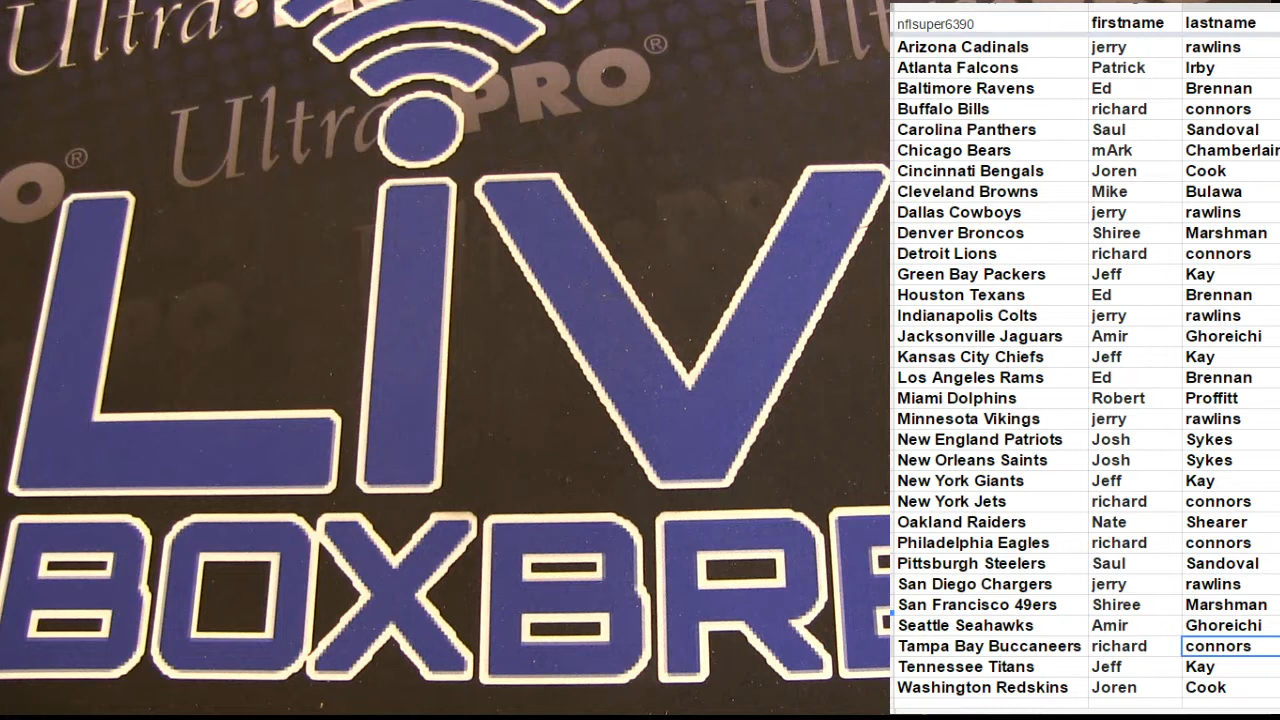 Ultra
PRO®
Ultra
O®
Ul
LiV
BOXBRE
nflsuper6390 firstname lastname
Arizona Cadinals jerry rawlins
Atlanta Falcons Patrick Irby
Baltimore Ravens Ed Brennan
Buffalo Bills richard connors
Carolina Panthers Saul Sandoval
Chicago Bears mArk Chamberlain
Cincinnati Bengals Joren Cook
Cleveland Browns Mike Bulawa
Dallas Cowboys jerry rawlins
Denver Broncos Shiree Marshman
Detroit Lions richard connors
Green Bay Packers Jeff Kay
Houston Texans Ed Brennan
Indianapolis Colts jerry rawlins
Jacksonville Jaguars Amir Ghoreichi
Kansas City Chiefs Jeff Kay
Los Angeles Rams Ed Brennan
Miami Dolphins Robert Proffitt
Minnesota Vikings jerry rawlins
New England Patriots Josh Sykes
New Orleans Saints Josh Sykes
New York Giants Jeff Kay
New York Jets richard connors
Oakland Raiders Nate Shearer
Philadelphia Eagles richard connors
Pittsburgh Steelers Saul Sandoval
San Diego Chargers jerry rawlins
San Francisco 49ers Shiree Marshman
Seattle Seahawks Amir Ghoreichi
Tampa Bay Buccaneers richard connors
Tennessee Titans Jeff Kay
Washington Redskins Joren Cook